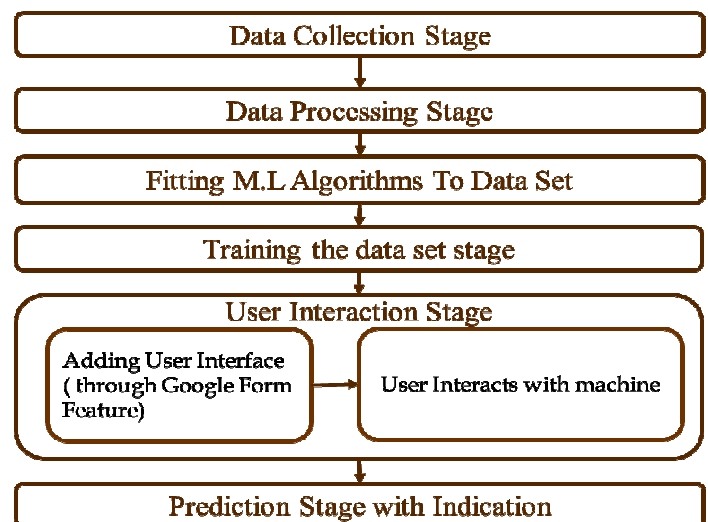 Data Collection Stage
Data Processing Stage
Fitting M.L Algorithms To Data Set
Training the data set stage
User Interaction Stage
Adding User Interface
( through Google Form
Feature)
User Interacts with machine
Prediction Stage with Indication